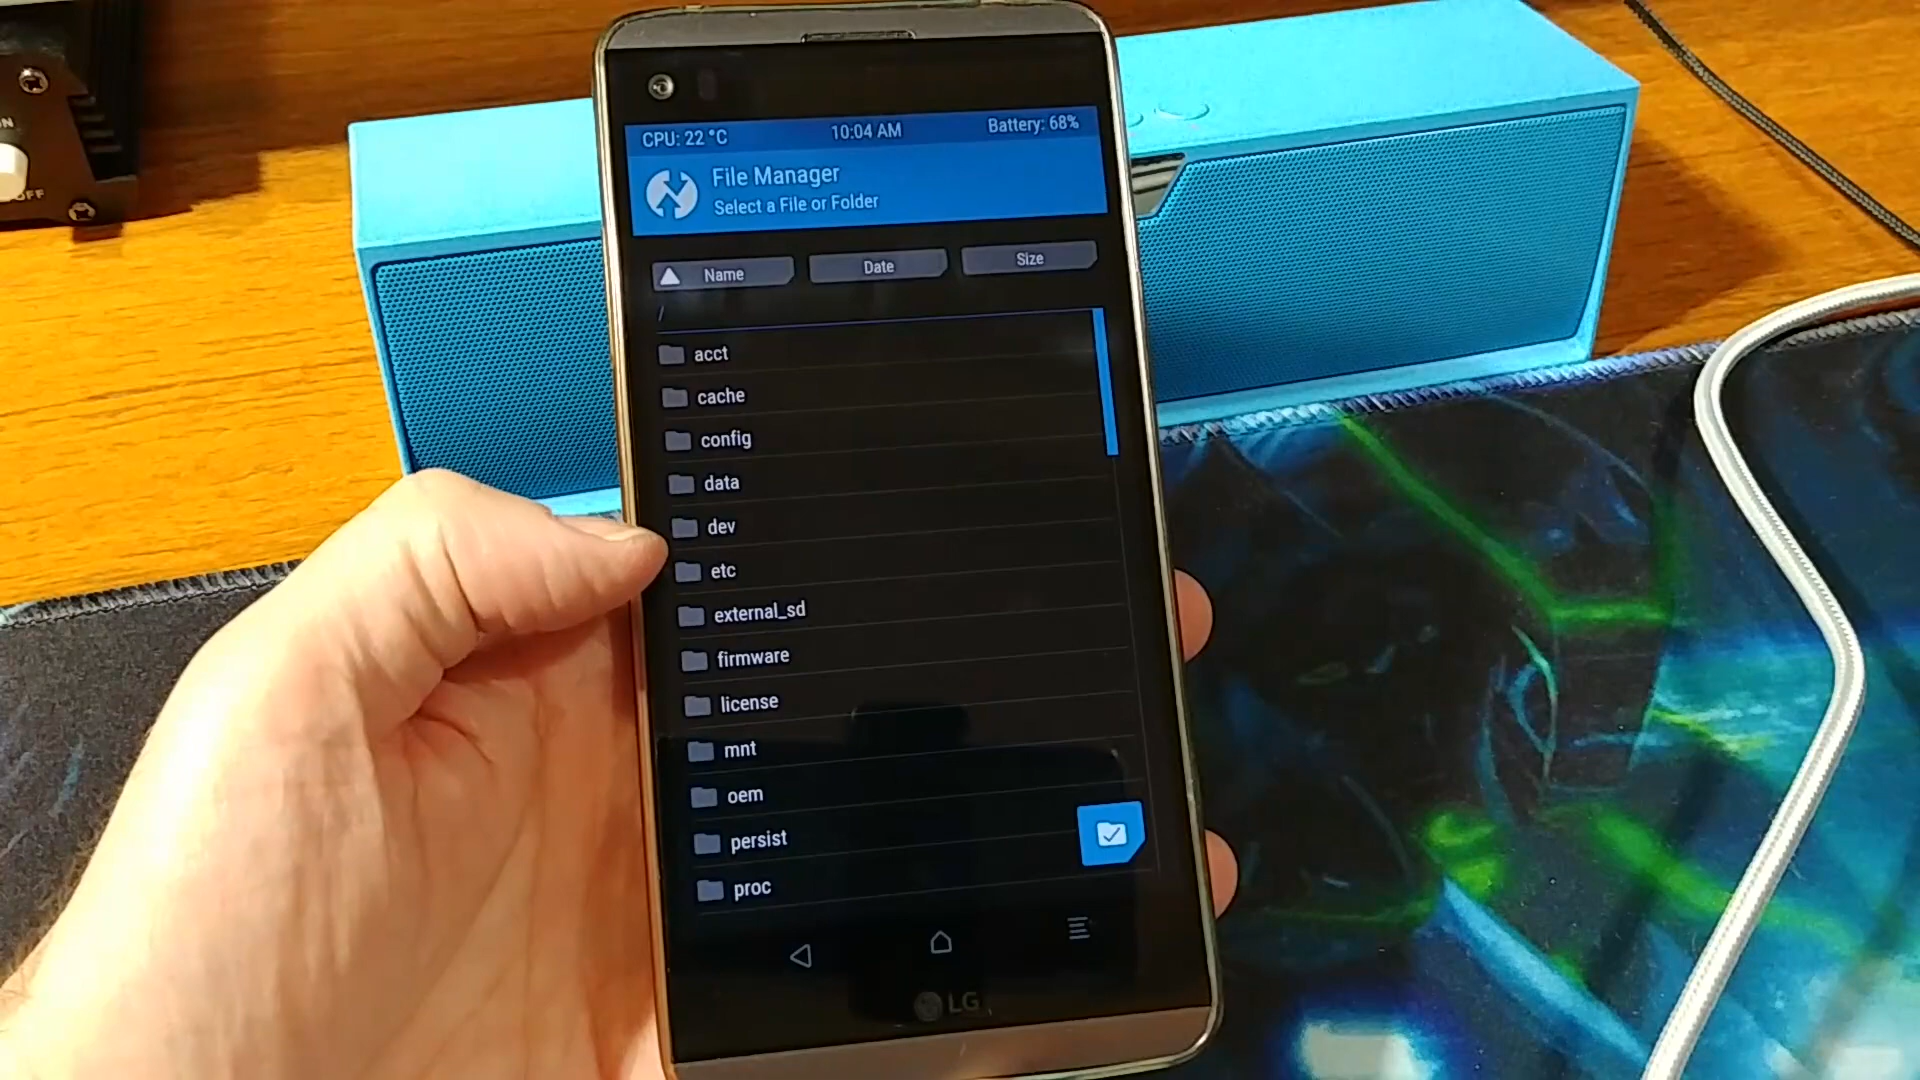 CPU: 22 °C 10:04 AM Battery: 68%
File Manager
Select a File or Folder
Name Date Size
/
acct
cache
config
data
dev
etc
external_sd
firmware
license
mnt
oem
persist
proc
LG
OFF